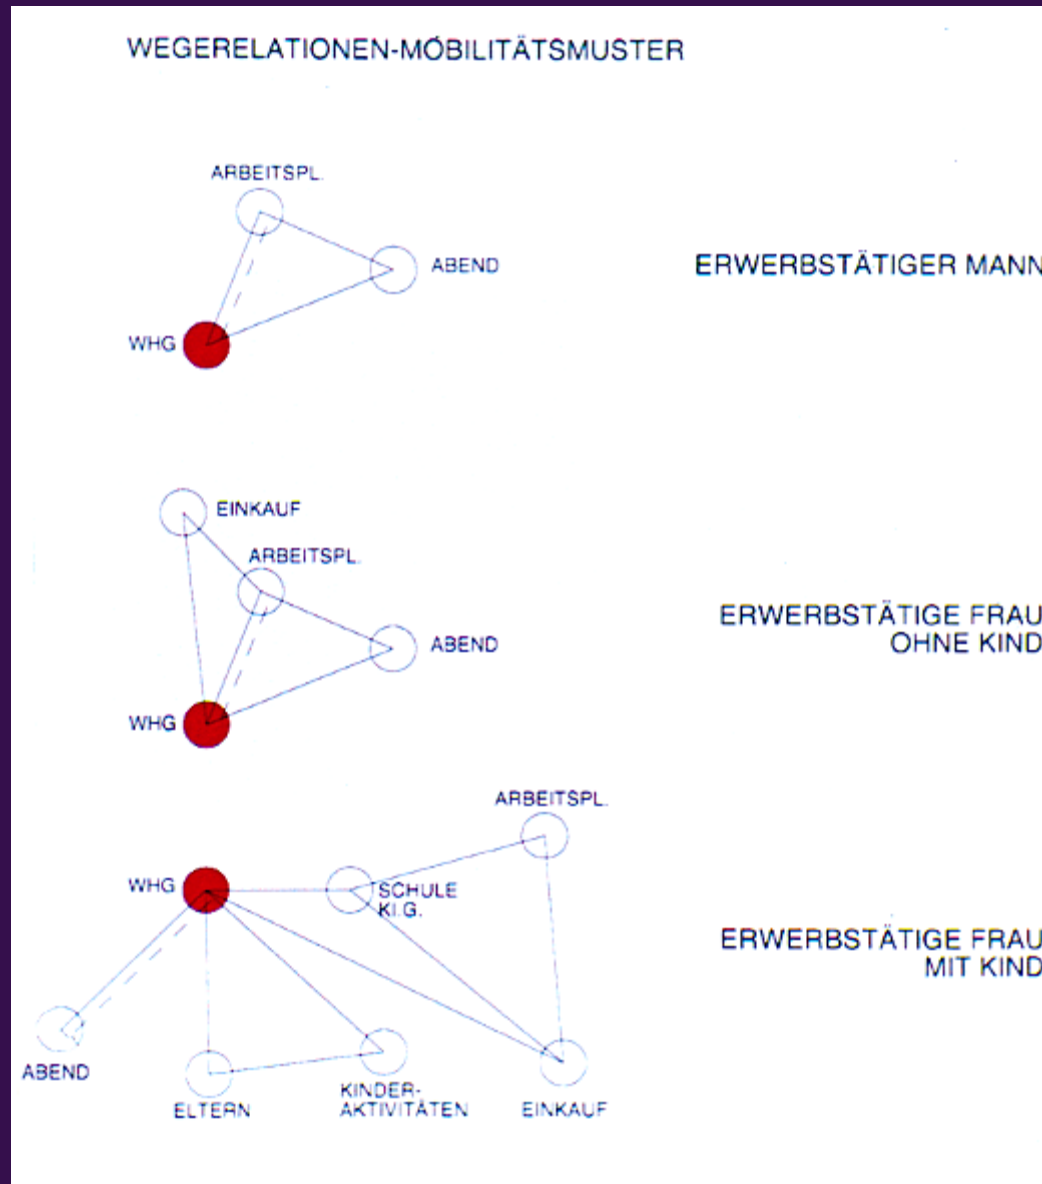 WEGERELATIONEN-MOBILITÄTSMUSTER
ARBEITSPL.
ABEND
ERWERBSTÄTIGER MANN
WHG
EINKAUF
ARBEITSPL.
ERWERBSTÄTIGE FRAU
OHNE KIND
ABEND
WHG
ARBEITSPL.
WHG
SCHULE
KI.G.
ERWERBSTÄTIGE FRAU
MIT KIND
ABEND
ELTERN
KINDER-
AKTIVITÄTEN
EINKAUF